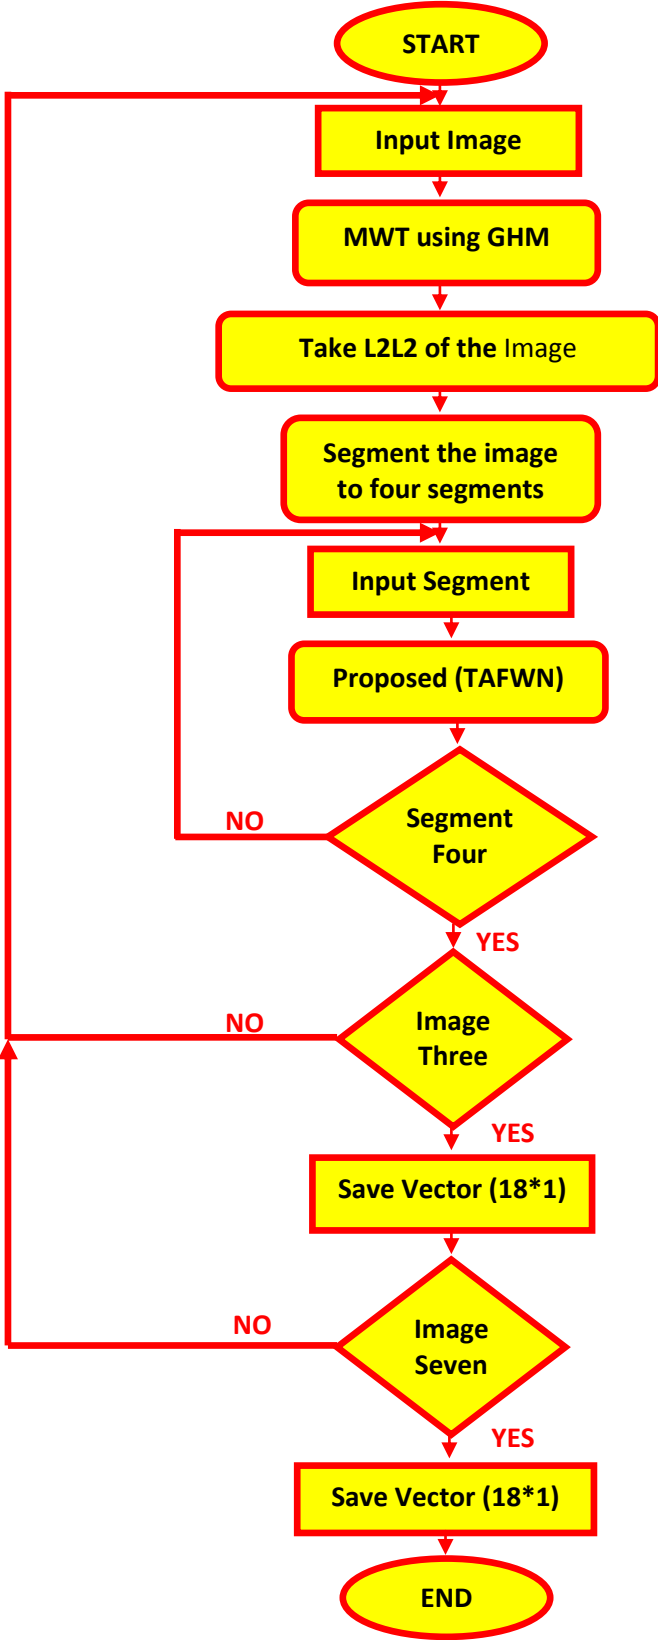 START
Input Image
MWT using GHM
Take L2L2 of the Image
Segment the image
to four segments
Input Segment
Proposed (TAFWN)
Segment
Four
NO
YES
Image
Three
NO
YES
Save Vector (18*1)
Image
Seven
NO
YES
Save Vector (18*1)
END